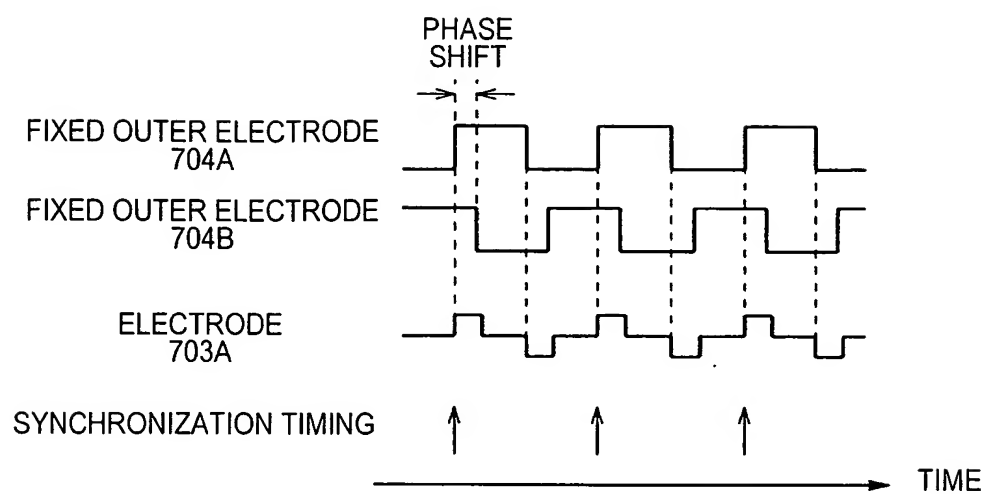 PHASE
SHIFT
FIXED OUTER ELECTRODE
704A
FIXED OUTER ELECTRODE
704B
ELECTRODE
703A
SYNCHRONIZATION TIMING
TIME